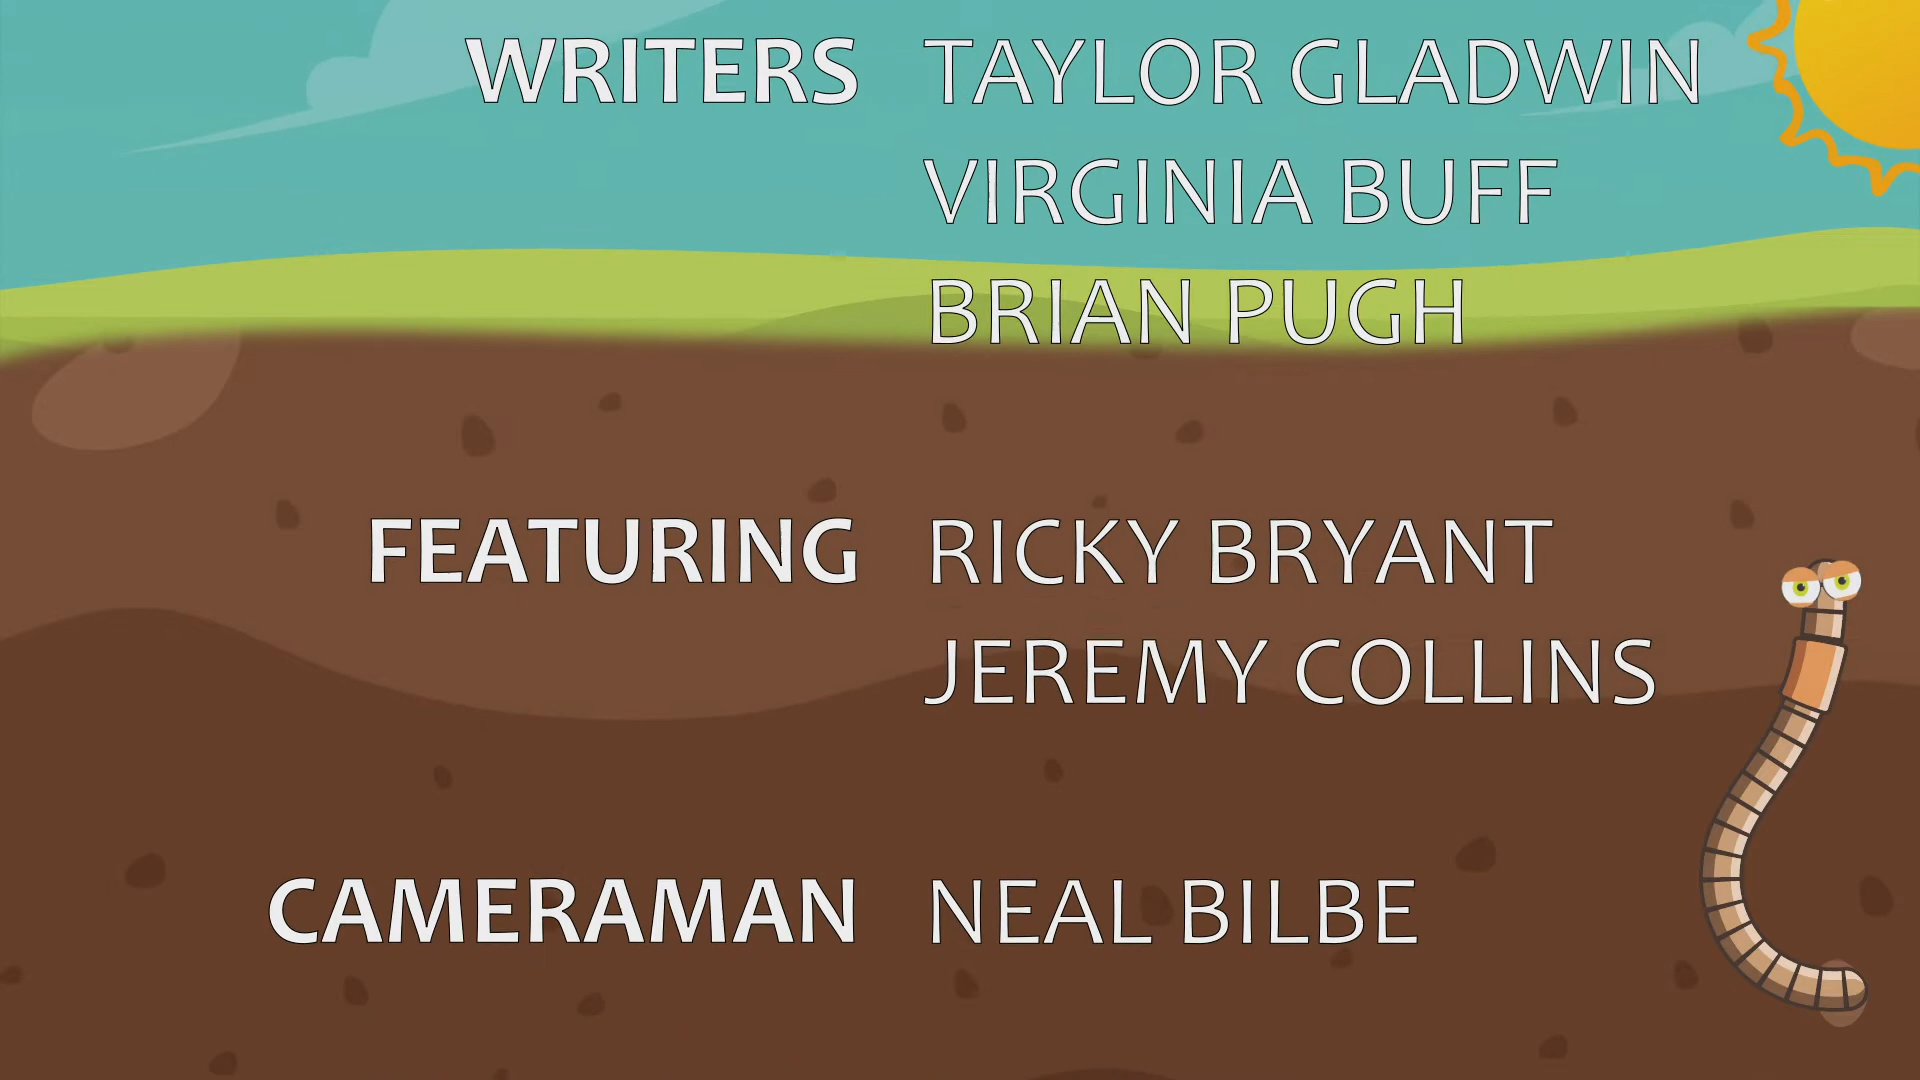 WRITERS TAYLOR GLADWIN
VIRGINIA BUFF
BRIAN PUGH
FEATURING RICKY BRYANT
JEREMY COLLINS
CAMERAMAN NEAL BILBE